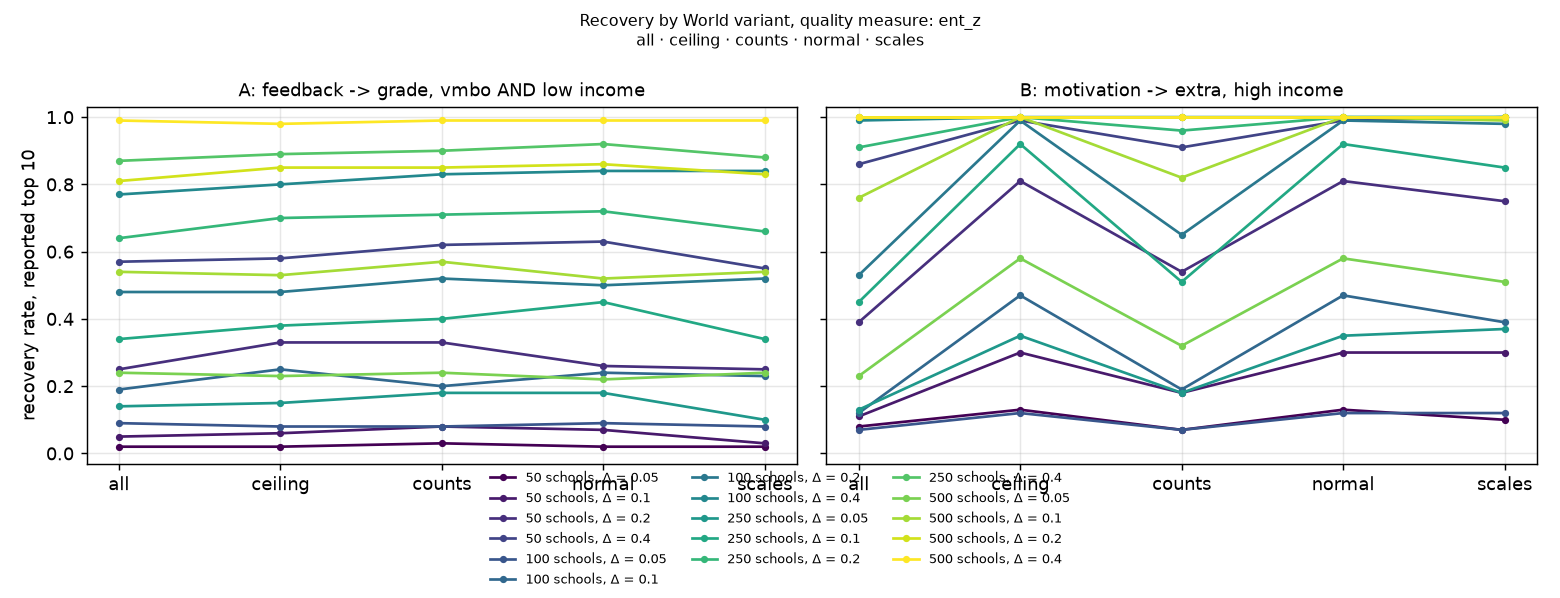 Recovery by World variant, quality measure: ent_z
all · ceiling · counts · normal · scales
A: feedback -> grade, vmbo AND low income
B: motivation -> extra, high income
recovery rate, reported top 10
1.0
0.8
0.6
0.4
0.2
0.0
all ceiling counts normal scales
all ceiling counts normal scales
50 schools, Δ = 0.05
50 schools, Δ = 0.1
50 schools, Δ = 0.2
50 schools, Δ = 0.4
100 schools, Δ = 0.05
100 schools, Δ = 0.1
100 schools, Δ = 0.2
100 schools, Δ = 0.4
250 schools, Δ = 0.05
250 schools, Δ = 0.1
250 schools, Δ = 0.2
250 schools, Δ = 0.4
500 schools, Δ = 0.05
500 schools, Δ = 0.1
500 schools, Δ = 0.2
500 schools, Δ = 0.4